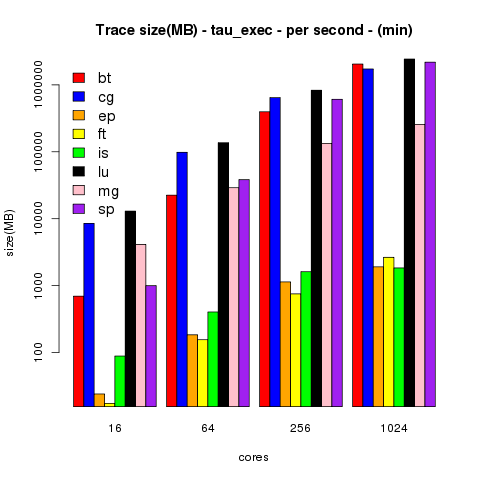 Trace size(MB) - tau_exec - per second - (min)
bt
cg
ep
ft
is
lu
mg
sp
size(MB)
1000000
100000
10000
1000
100
16 64 256 1024
cores